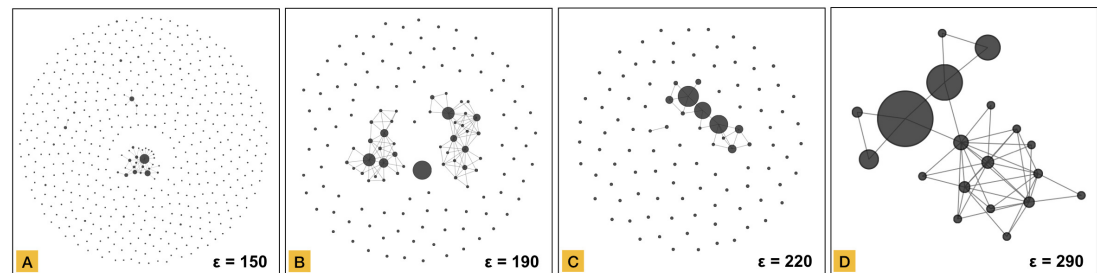 A
ε = 150
B
ε = 190
C
ε = 220
D
ε = 290